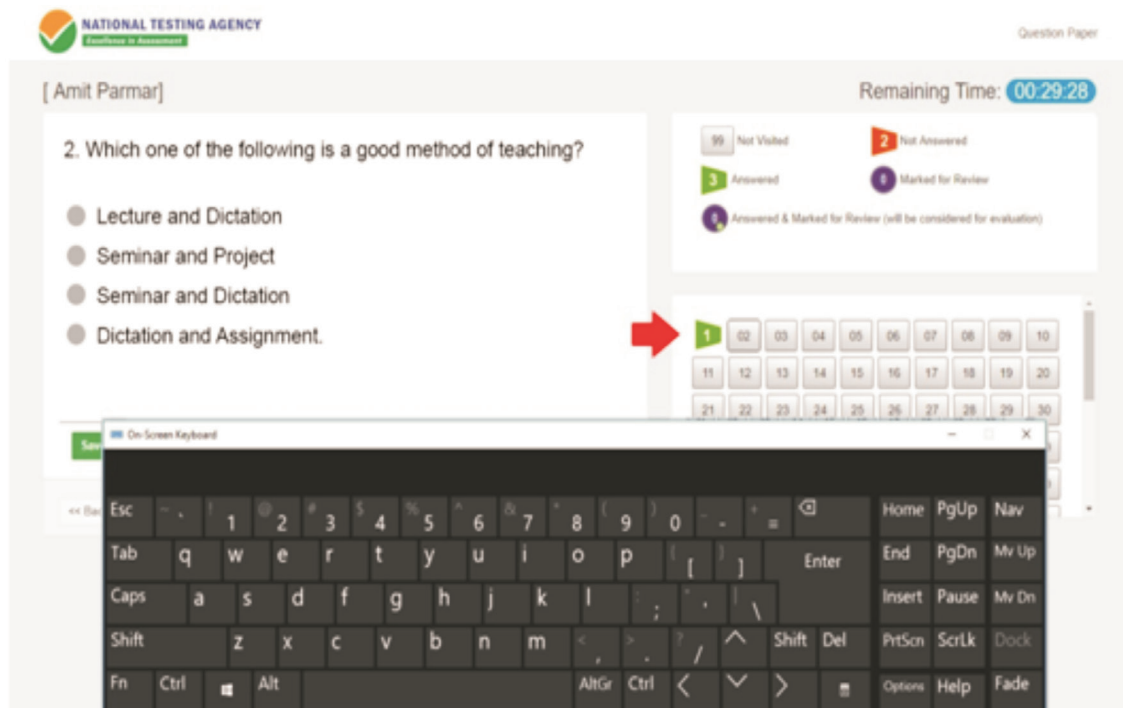 NATIONAL TESTING AGENCY
Excellence in Assessment
Question Paper
[ Amit Parmar]
Remaining Time: 00:29:28
2. Which one of the following is a good method of teaching?
Lecture and Dictation
Seminar and Project
Seminar and Dictation
Dictation and Assignment.
99 Not Visited
2 Not Answered
3 Answered
0 Marked for Review
0 Answered & Marked for Review (will be considered for evaluation)
1 02 03 04 05 06 07 08 09 10
11 12 13 14 15 16 17 18 19 20
21 22 23 24 25 26 27 28 29 30
Sav
<< Bac
On-Screen Keyboard
Esc ~ ` ! 1 @ 2 # 3 $ 4 % 5 ^ 6 & 7 * 8 ( 9 ) 0 _ - + = Home PgUp Nav
Tab q w e r t y u i o p { [ } ] Enter End PgDn Mv Up
Caps a s d f g h j k l : ; " ' | \ Insert Pause Mv Dn
Shift z x c v b n m < , > . ? / Shift Del PrtScn ScrLk Dock
Fn Ctrl Alt AltGr Ctrl Options Help Fade